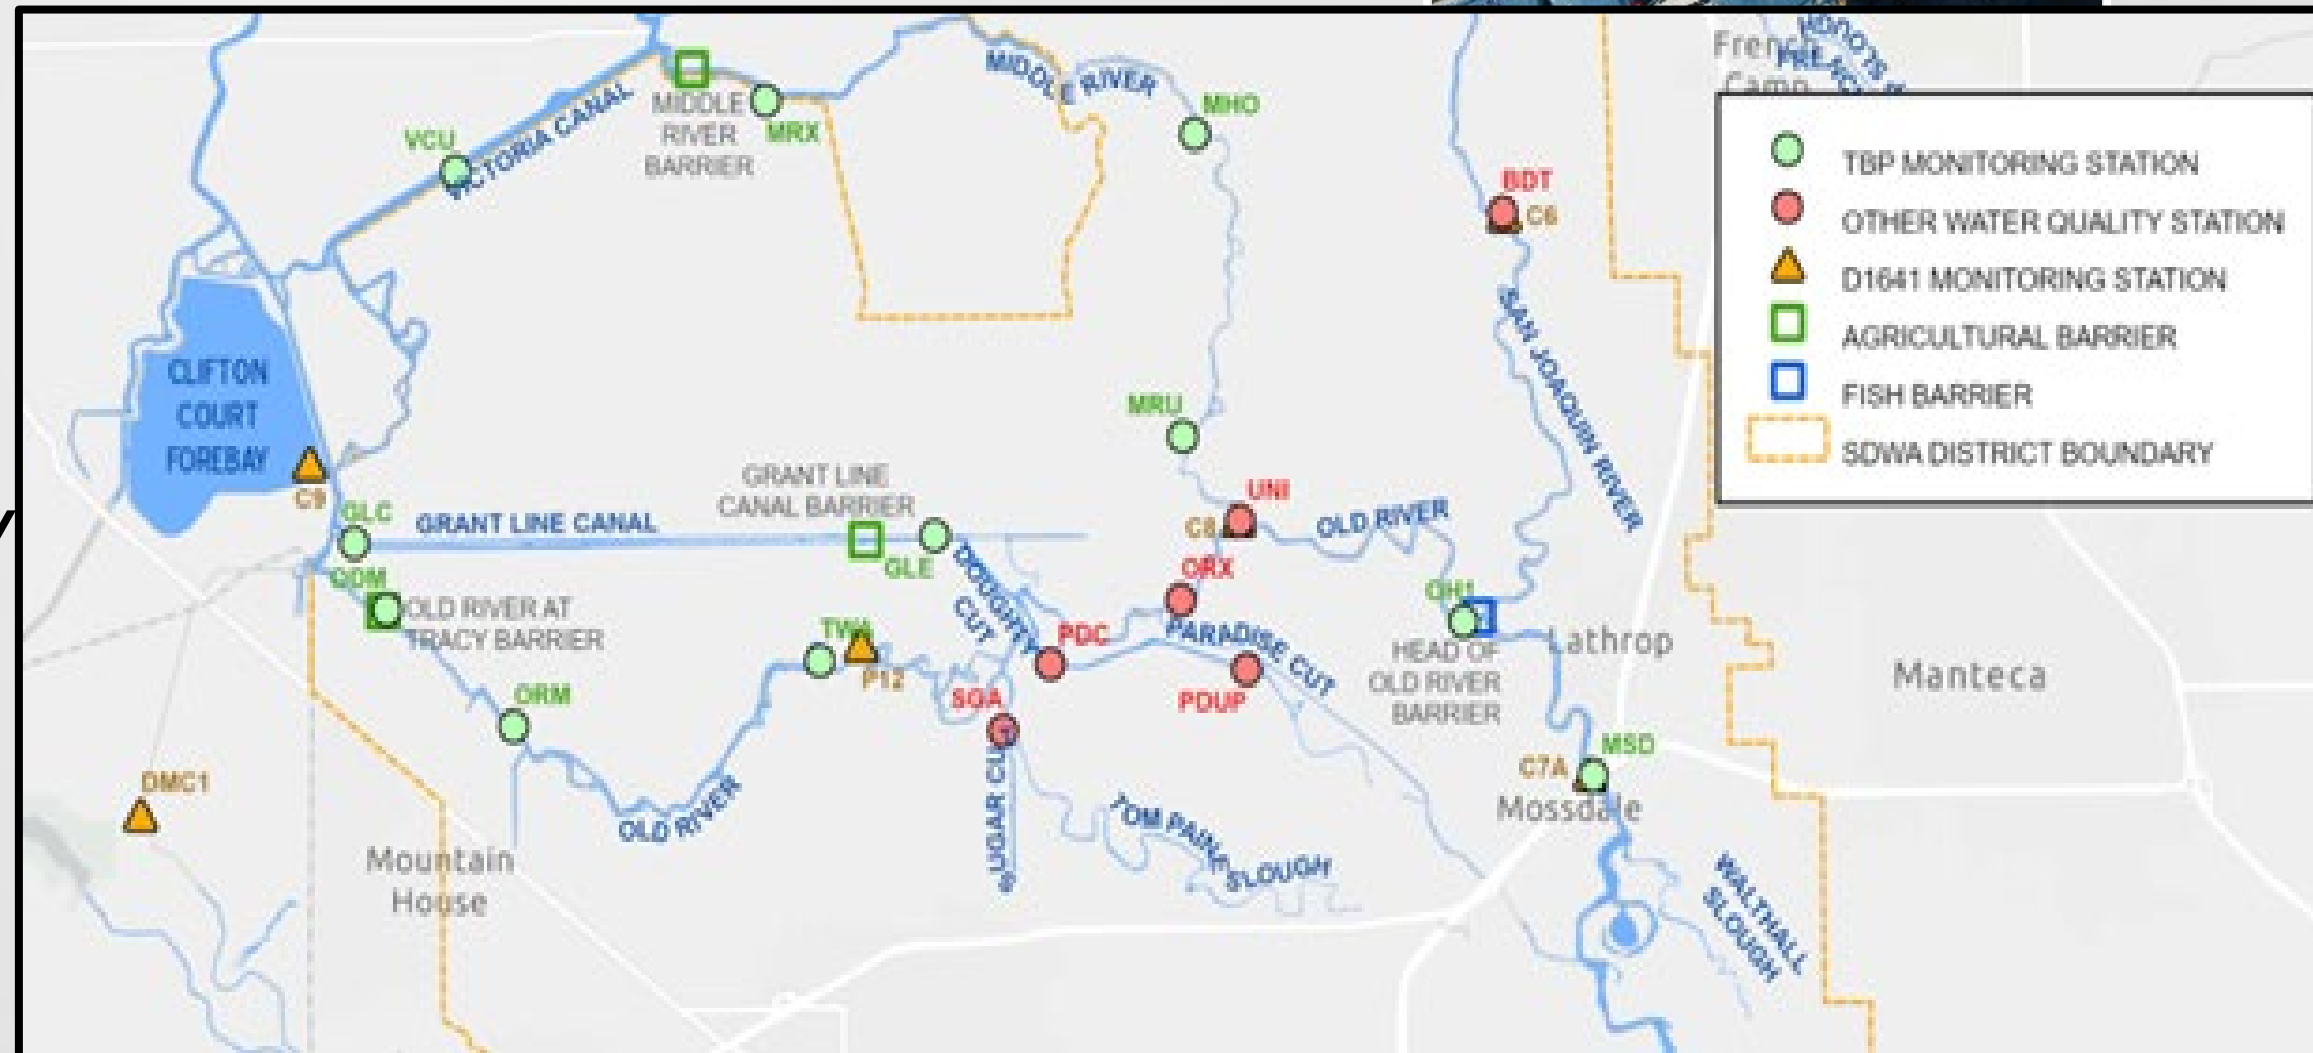 French
Camp
MIDDLE RIVER
MIDDLE
RIVER
BARRIER
MRX
MHO
VCU
VICTORIA CANAL
BDT
C6
TBP MONITORING STATION
OTHER WATER QUALITY STATION
D1641 MONITORING STATION
AGRICULTURAL BARRIER
FISH BARRIER
SDWA DISTRICT BOUNDARY
SAN JOAQUIN RIVER
CLIFTON
COURT
FOREBAY
C9
MRU
GRANT LINE
CANAL BARRIER
GLC
GRANT LINE CANAL
GLE
UNI
C8
OLD RIVER
ORX
DOUGHTY
CUT
ODM
OLD RIVER AT
TRACY BARRIER
OH1
HEAD OF
OLD RIVER
BARRIER
Lathrop
Manteca
TWA
P12
PDC
PARADISE CUT
PDUP
SGA
ORM
MSD
C7A
Mossdale
DMC1
OLD RIVER
SUGAR CUT
TOM PAINE
SLOUGH
Mountain
House
WALTHALL
SLOUGH